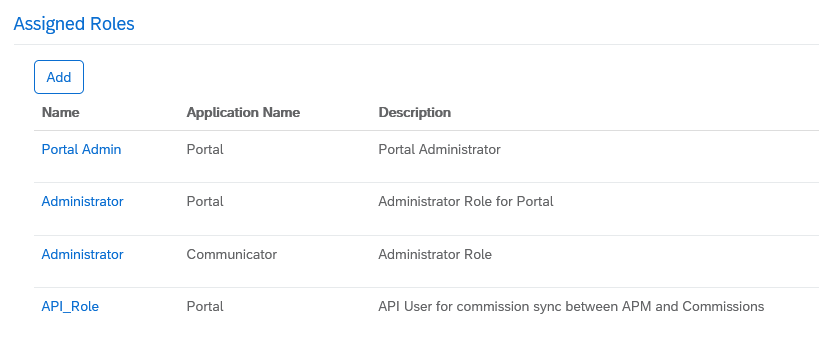 Assigned Roles
Add
Name Application Name Description
Portal Admin Portal Portal Administrator
Administrator Portal Administrator Role for Portal
Administrator Communicator Administrator Role
API_Role Portal API User for commission sync between APM and Commissions